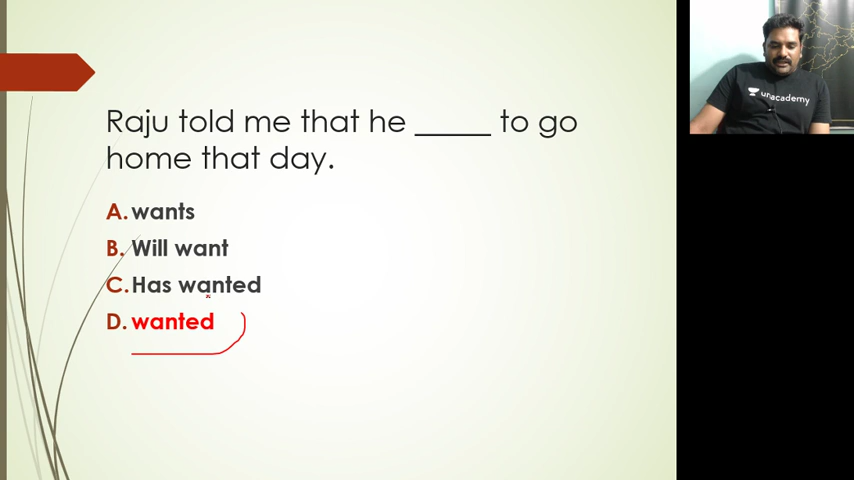 Raju told me that he _____ to go
home that day.
A. wants
B. Will want
C. Has wanted
D. wanted
unacademy